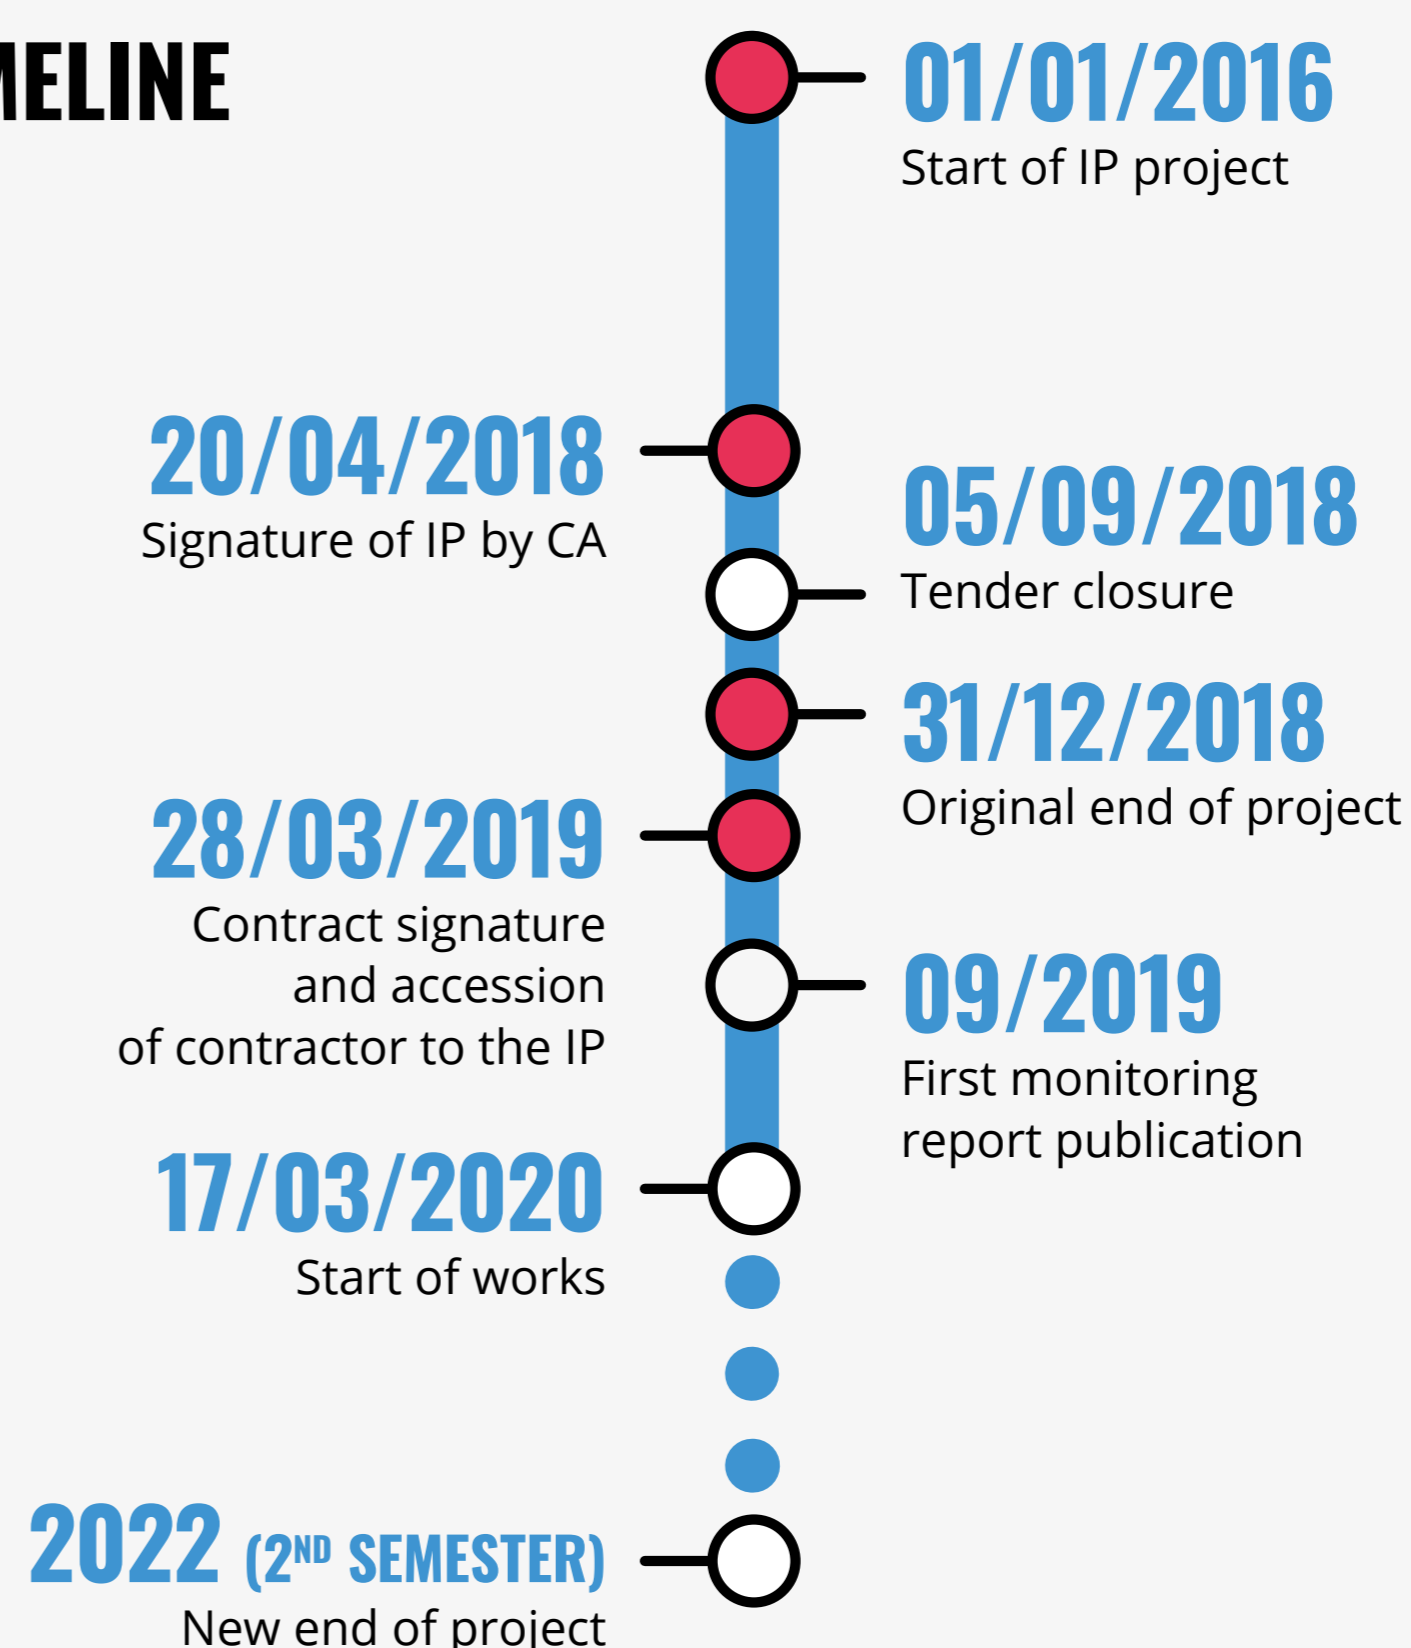 MELINE
01/01/2016
Start of IP project
20/04/2018
Signature of IP by CA
05/09/2018
Tender closure
31/12/2018
Original end of project
28/03/2019
Contract signature
and accession
of contractor to the IP
09/2019
First monitoring
report publication
17/03/2020
Start of works
2022 (2ND SEMESTER)
New end of project